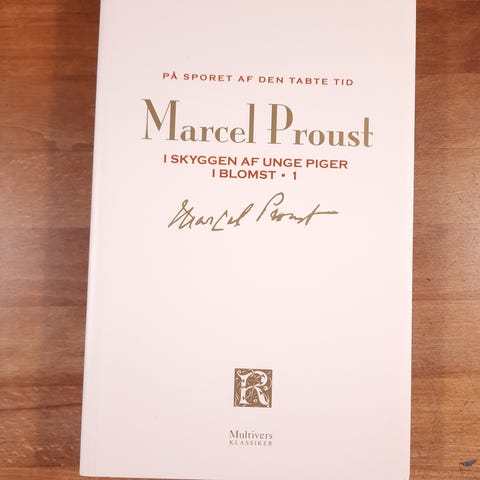 PÅ SPORET AF DEN TABTE TID
Marcel Proust
I SKYGGEN AF UNGE PIGER
I BLOMST • 1
Marcel Proust
R
Multivers
KLASSIKER